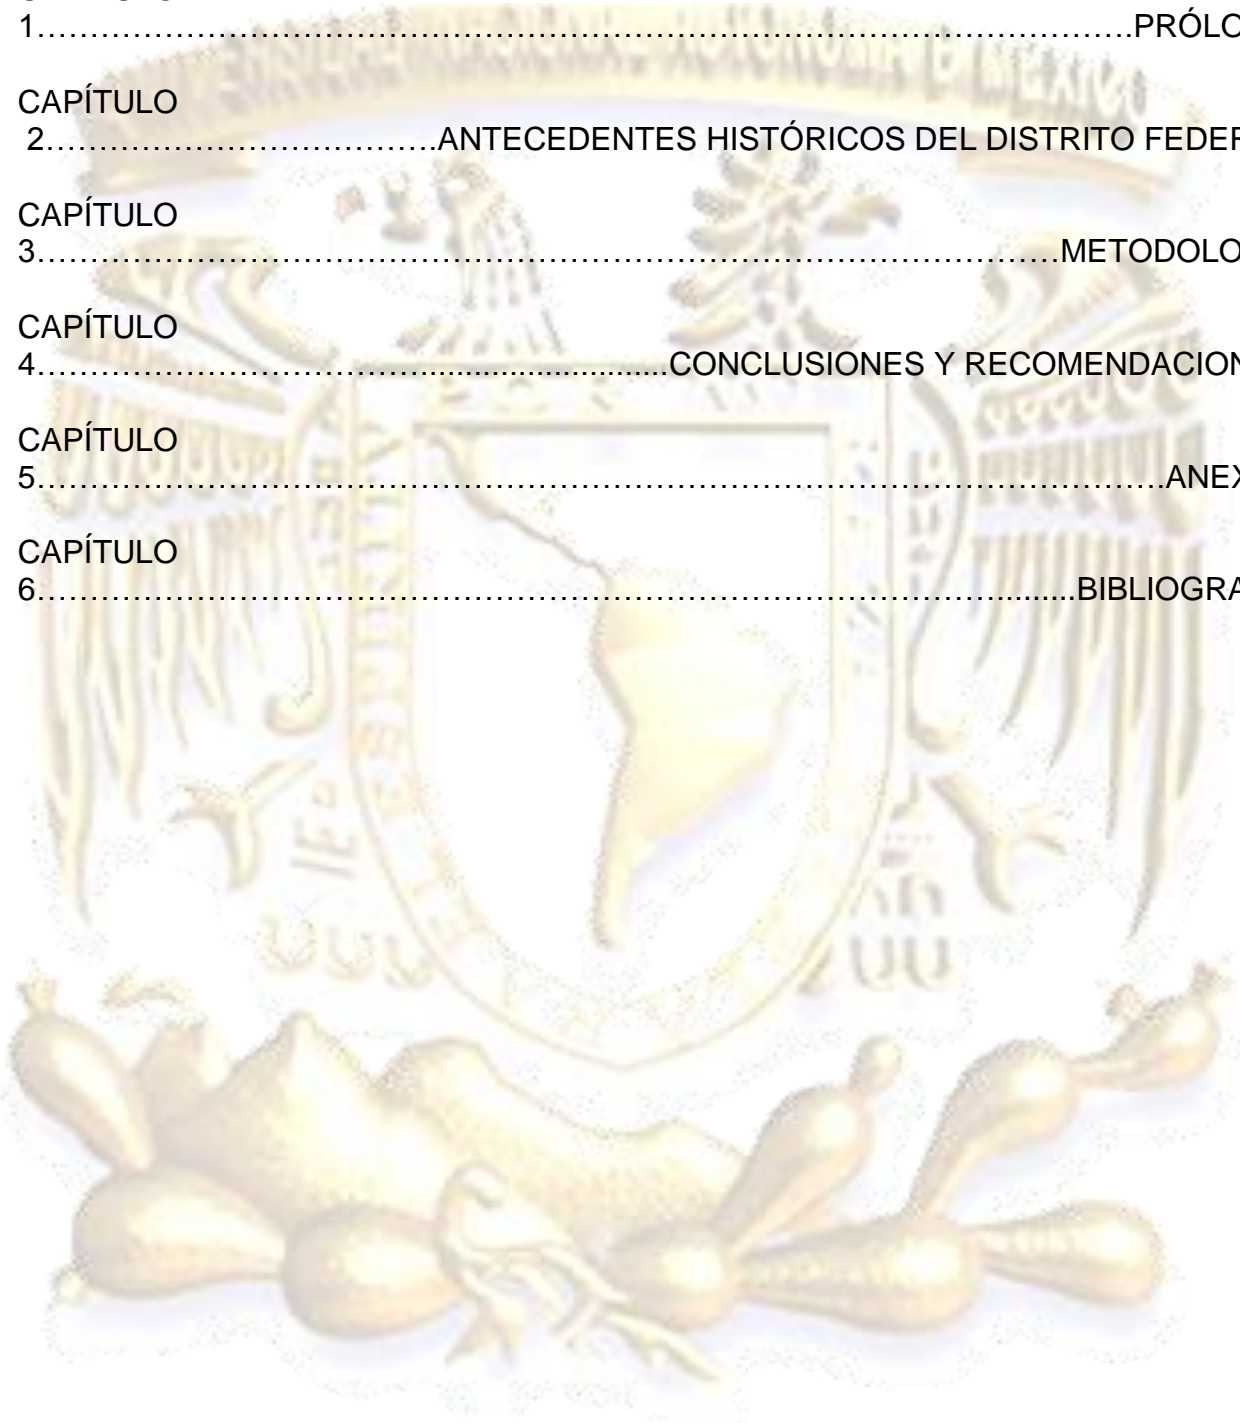 1……………………………………………………………………………………….PRÓLO
CAPÍTULO
2……………………………….ANTECEDENTES HISTÓRICOS DEL DISTRITO FEDER
CAPÍTULO
3…………………………………………………………………………………METODOLO
CAPÍTULO
4…………………………..……………………....CONCLUSIONES Y RECOMENDACION
CAPÍTULO
5………………………………………………………………………………………….ANEX
CAPÍTULO
6……………………………………………………………………………….......BIBLIOGRA